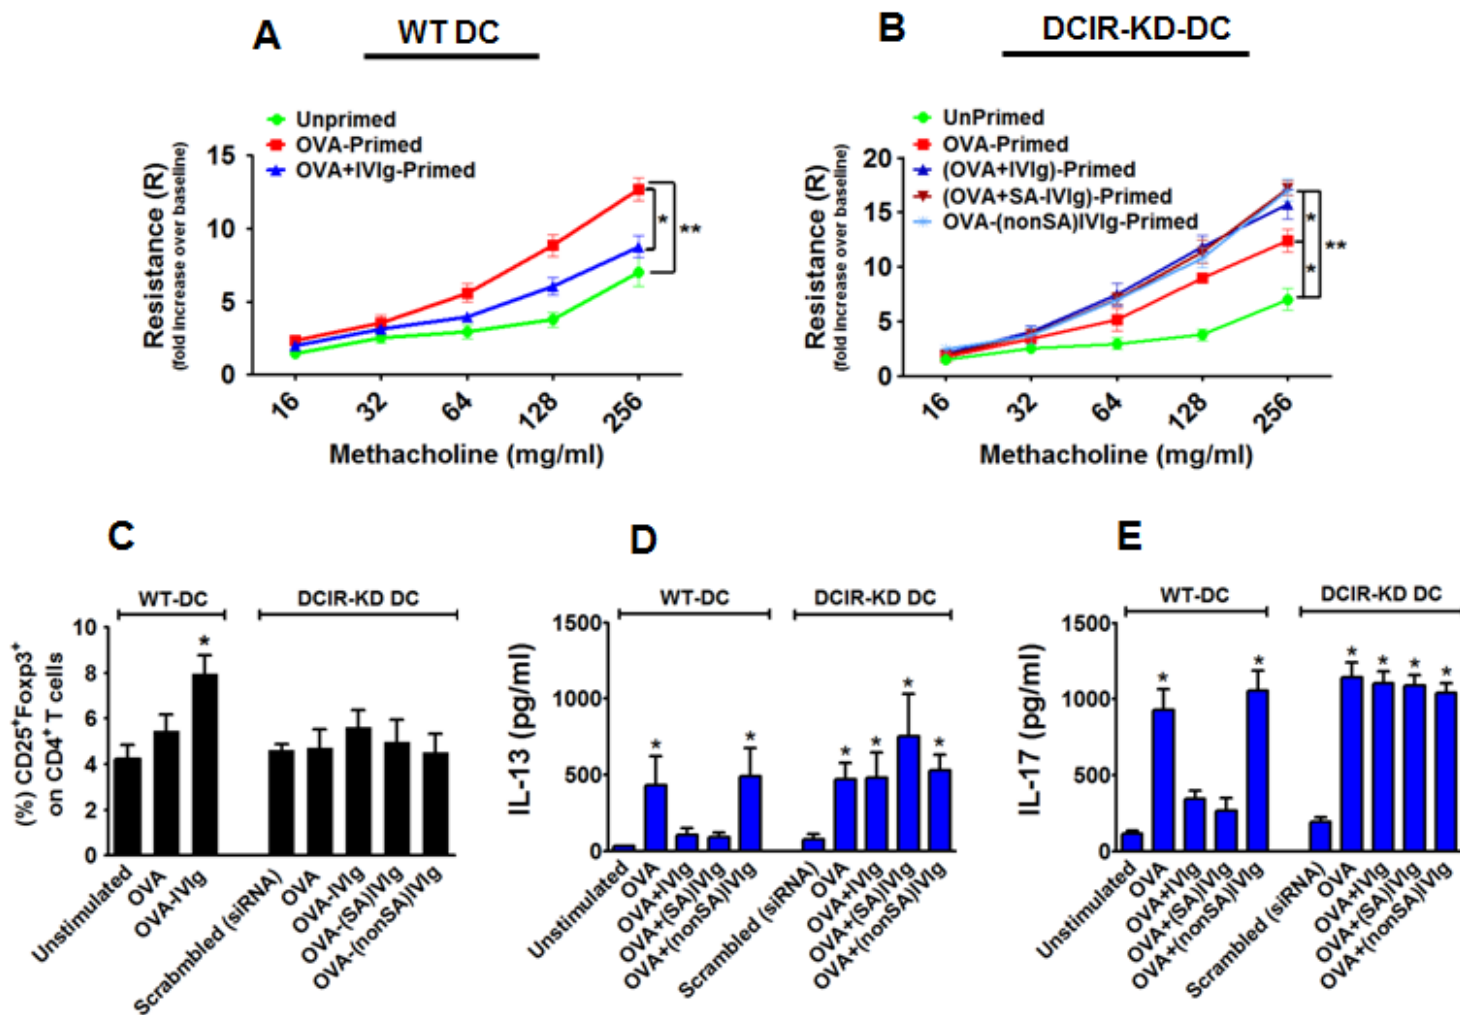 A
WT DC
Unprimed
OVA-Primed
OVA+IVIg-Primed
Resistance (R)
(fold increase over baseline)
15
10
5
0
*
**
16
32
64
128
256
Methacholine (mg/ml)
B
DCIR-KD-DC
UnPrimed
OVA-Primed
(OVA+IVIg)-Primed
(OVA+SA-IVIg)-Primed
OVA-(nonSA)IVIg-Primed
Resistance (R)
(fold increase over baseline)
20
15
10
5
0
*
*
**
16
32
64
128
256
Methacholine (mg/ml)
C
WT-DC
DCIR-KD DC
(%) CD25⁺Foxp3⁺
on CD4⁺ T cells
10
8
6
4
2
0
*
Unstimulated
OVA
OVA-IVIg
Scrabmbled (siRNA)
OVA
OVA-IVIg
OVA-(SA)IVIg
OVA-(nonSA)IVIg
D
WT-DC
DCIR-KD DC
IL-13 (pg/ml)
1500
1000
500
0
*
*
*
*
*
*
Unstimulated
OVA
OVA+IVIg
OVA+(SA)IVIg
OVA+(nonSA)IVIg
Scrambled (siRNA)
OVA
OVA+IVIg
OVA+(SA)IVIg
OVA+(nonSA)IVIg
E
WT-DC
DCIR-KD DC
IL-17 (pg/ml)
1500
1000
500
0
*
*
*
*
*
*
Unstimulated
OVA
OVA+IVIg
OVA+(SA)IVIg
OVA+(nonSA)IVIg
Scrambled (siRNA)
OVA
OVA+IVIg
OVA+(SA)IVIg
OVA+(nonSA)IVIg